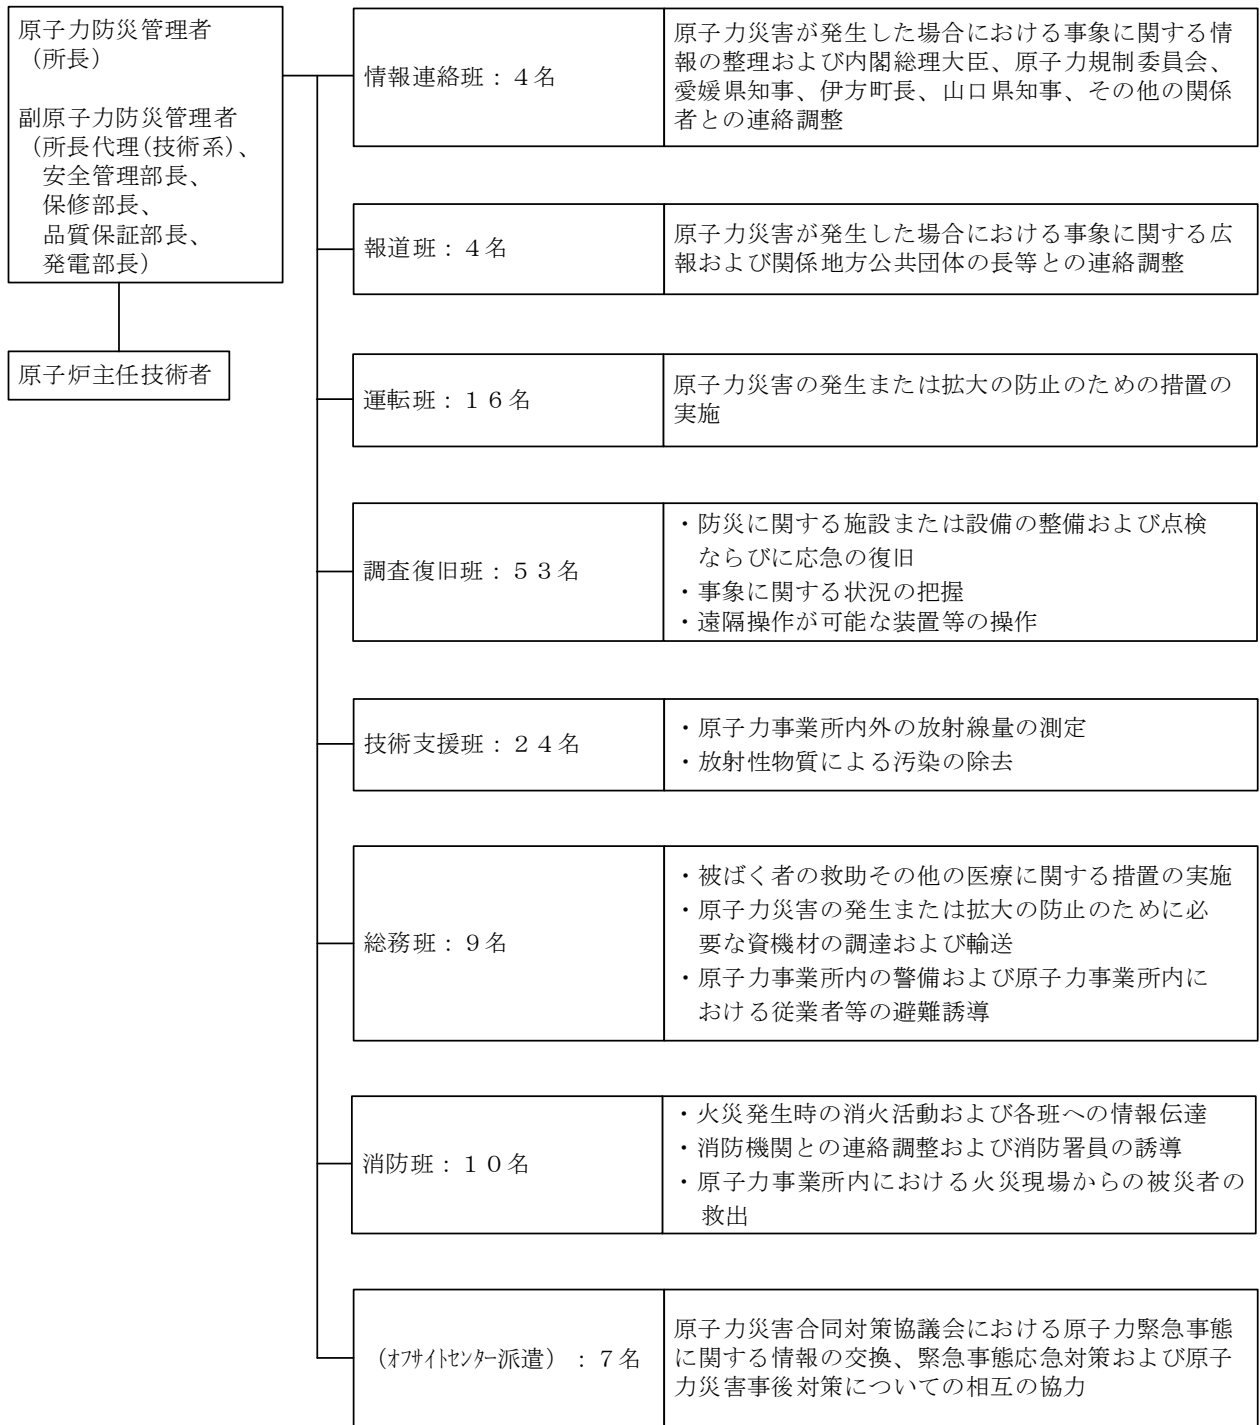 原子力防災管理者
（所長）
副原子力防災管理者
（所長代理(技術系)、
安全管理部長、
保修部長、
品質保証部長、
発電部長）
原子炉主任技術者
情報連絡班：４名
原子力災害が発生した場合における事象に関する情
報の整理および内閣総理大臣、原子力規制委員会、
愛媛県知事、伊方町長、山口県知事、その他の関係
者との連絡調整
報道班：４名
原子力災害が発生した場合における事象に関する広
報および関係地方公共団体の長等との連絡調整
運転班：１６名
原子力災害の発生または拡大の防止のための措置の
実施
調査復旧班：５３名
・防災に関する施設または設備の整備および点検
ならびに応急の復旧
・事象に関する状況の把握
・遠隔操作が可能な装置等の操作
技術支援班：２４名
・原子力事業所内外の放射線量の測定
・放射性物質による汚染の除去
総務班：９名
・被ばく者の救助その他の医療に関する措置の実施
・原子力災害の発生または拡大の防止のために必
要な資機材の調達および輸送
・原子力事業所内の警備および原子力事業所内に
おける従業者等の避難誘導
消防班：１０名
・火災発生時の消火活動および各班への情報伝達
・消防機関との連絡調整および消防署員の誘導
・原子力事業所内における火災現場からの被災者の
救出
（ｵﾌｻｲﾄｾﾝﾀｰ派遣）：７名
原子力災害合同対策協議会における原子力緊急事態
に関する情報の交換、緊急事態応急対策および原子
力災害事後対策についての相互の協力